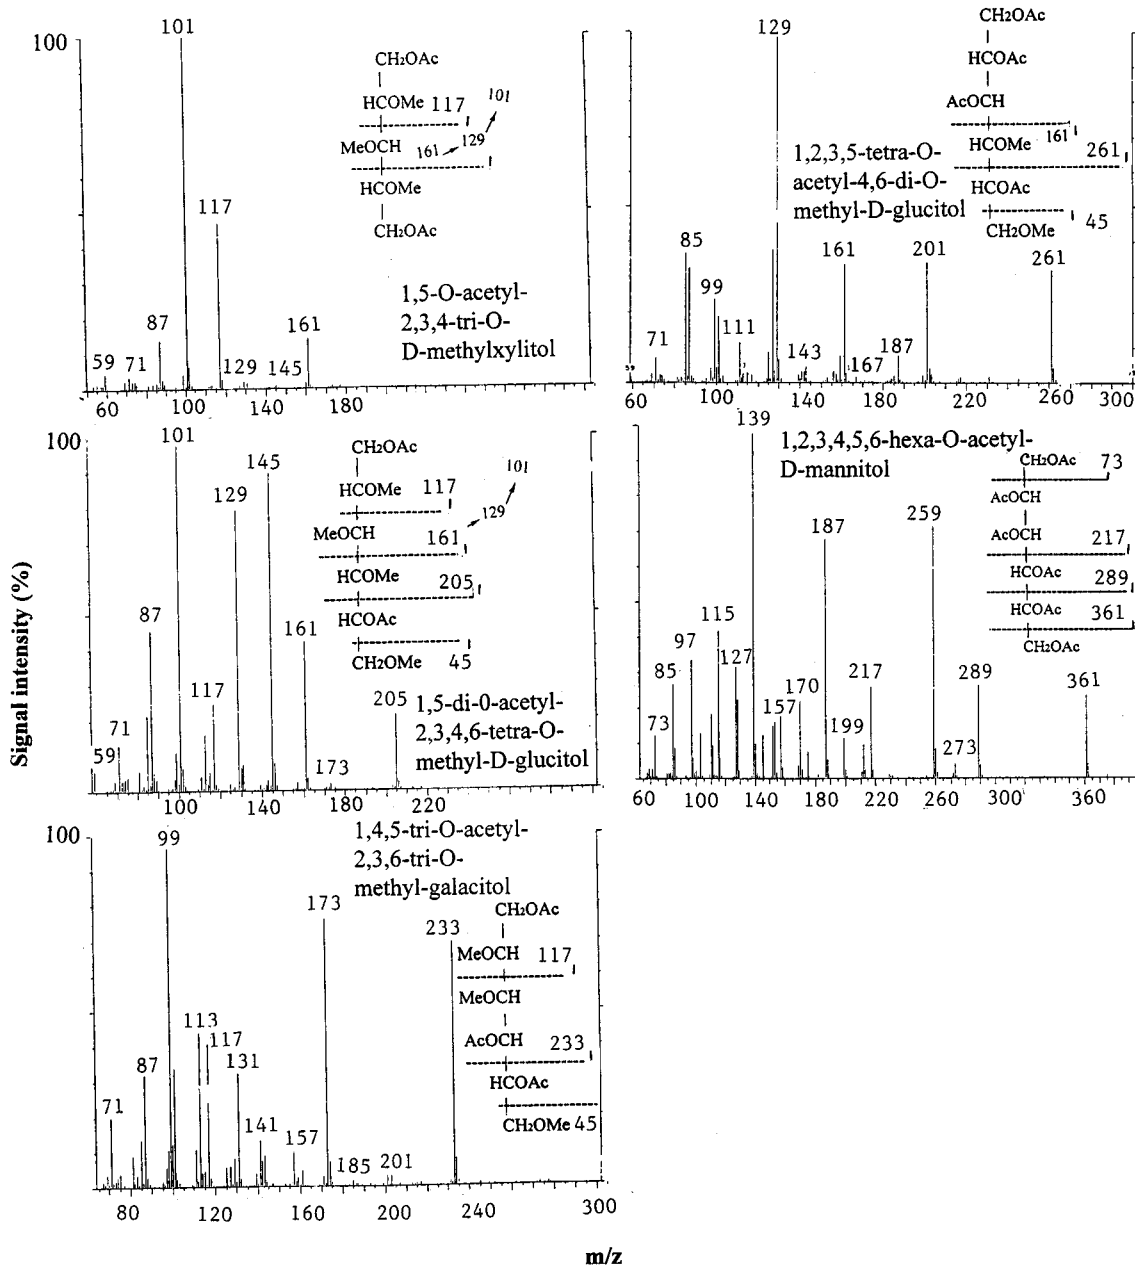 Signal intensity (%)
100
101
117
87
161
59
71
129
145
60
100
140
180
CH2OAc
HCOMe 117
101
MeOCH 161 129
HCOMe
CH2OAc
1,5-O-acetyl-
2,3,4-tri-O-
D-methylxylitol
129
85
161
201
261
99
111
71
143
167
187
59
60
100
140
180
220
260
300
CH2OAc
HCOAc
AcOCH
HCOMe 161
261
HCOAc
CH2OMe 45
1,2,3,5-tetra-O-
acetyl-4,6-di-O-
methyl-D-glucitol
100
101
145
129
87
161
117
205
71
59
173
100
140
180
220
CH2OAc
HCOMe 117
101
129
MeOCH 161
HCOMe 205
HCOAc
CH2OMe 45
1,5-di-0-acetyl-
2,3,4,6-tetra-O-
methyl-D-glucitol
139
187
259
115
97
127
85
73
157
170
199
217
273
289
361
60
100
140
180
220
260
300
360
1,2,3,4,5,6-hexa-O-acetyl-
D-mannitol
CH2OAc 73
AcOCH
AcOCH 217
HCOAc 289
HCOAc 361
CH2OAc
100
99
173
233
113
117
87
131
71
141
157
185
201
80
120
160
200
240
300
1,4,5-tri-O-acetyl-
2,3,6-tri-O-
methyl-galacitol
CH2OAc
MeOCH 117
MeOCH
AcOCH 233
HCOAc
CH2OMe 45
m/z